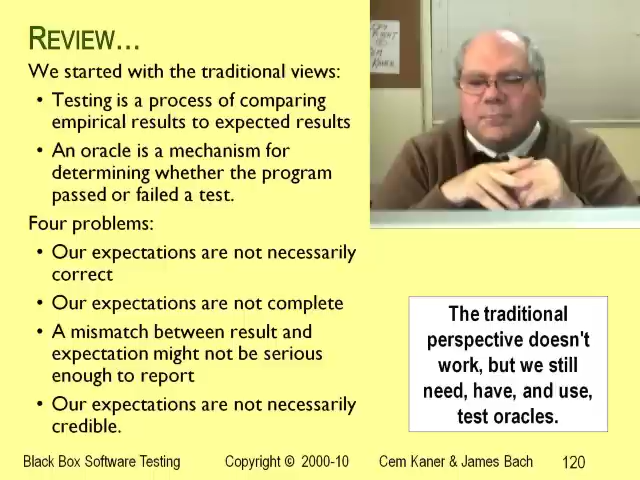 REVIEW...
We started with the traditional views:
• Testing is a process of comparing
empirical results to expected results
• An oracle is a mechanism for
determining whether the program
passed or failed a test.
Four problems:
• Our expectations are not necessarily
correct
• Our expectations are not complete
• A mismatch between result and
expectation might not be serious
enough to report
• Our expectations are not necessarily
credible.
The traditional
perspective doesn't
work, but we still
need, have, and use,
test oracles.
Black Box Software Testing Copyright © 2000-10 Cem Kaner & James Bach 120